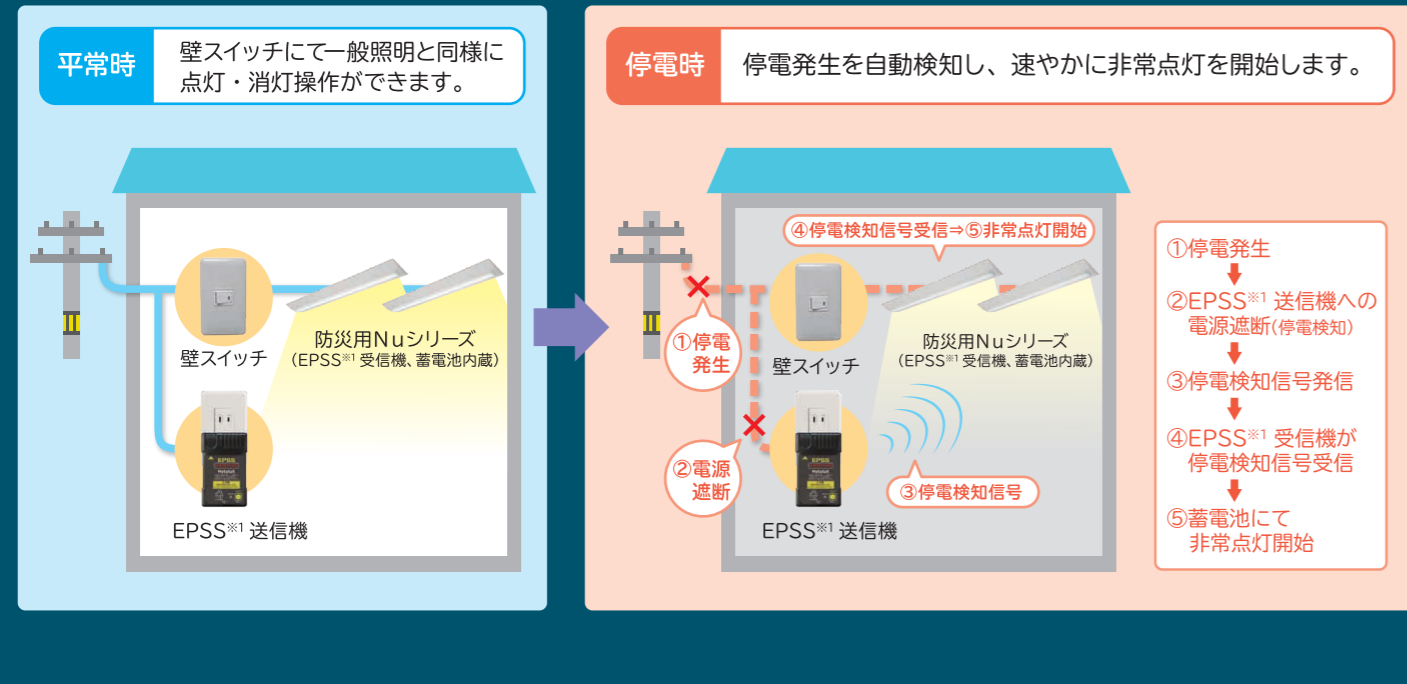 平常時
壁スイッチにて一般照明と同様に
点灯・消灯操作ができます。
壁スイッチ
防災用Nuシリーズ
(EPSS※1 受信機、蓄電池内蔵)
EPSS
EPSS※1 送信機
停電時
停電発生を自動検知し、速やかに非常点灯を開始します。
④停電検知信号受信⇒⑤非常点灯開始
①停電
発生
壁スイッチ
防災用Nuシリーズ
(EPSS※1 受信機、蓄電池内蔵)
②電源
遮断
EPSS
③停電検知信号
EPSS※1 送信機
①停電発生
②EPSS※1 送信機への
電源遮断(停電検知)
③停電検知信号発信
④EPSS※1 受信機が
停電検知信号受信
⑤蓄電池にて
非常点灯開始